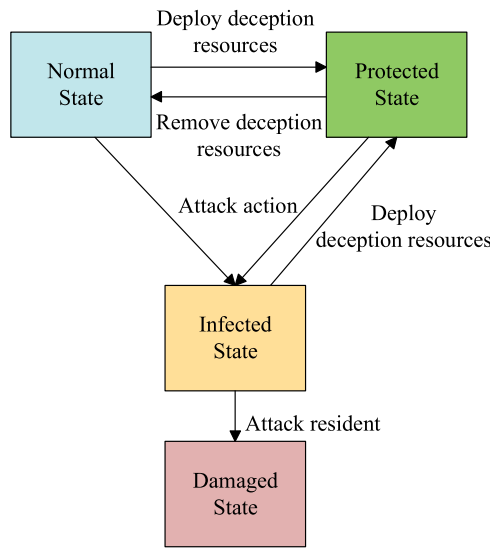 Deploy deception
resources
Normal
State
Protected
State
Remove deception
resources
Attack action
Deploy
deception resources
Infected
State
Attack resident
Damaged
State